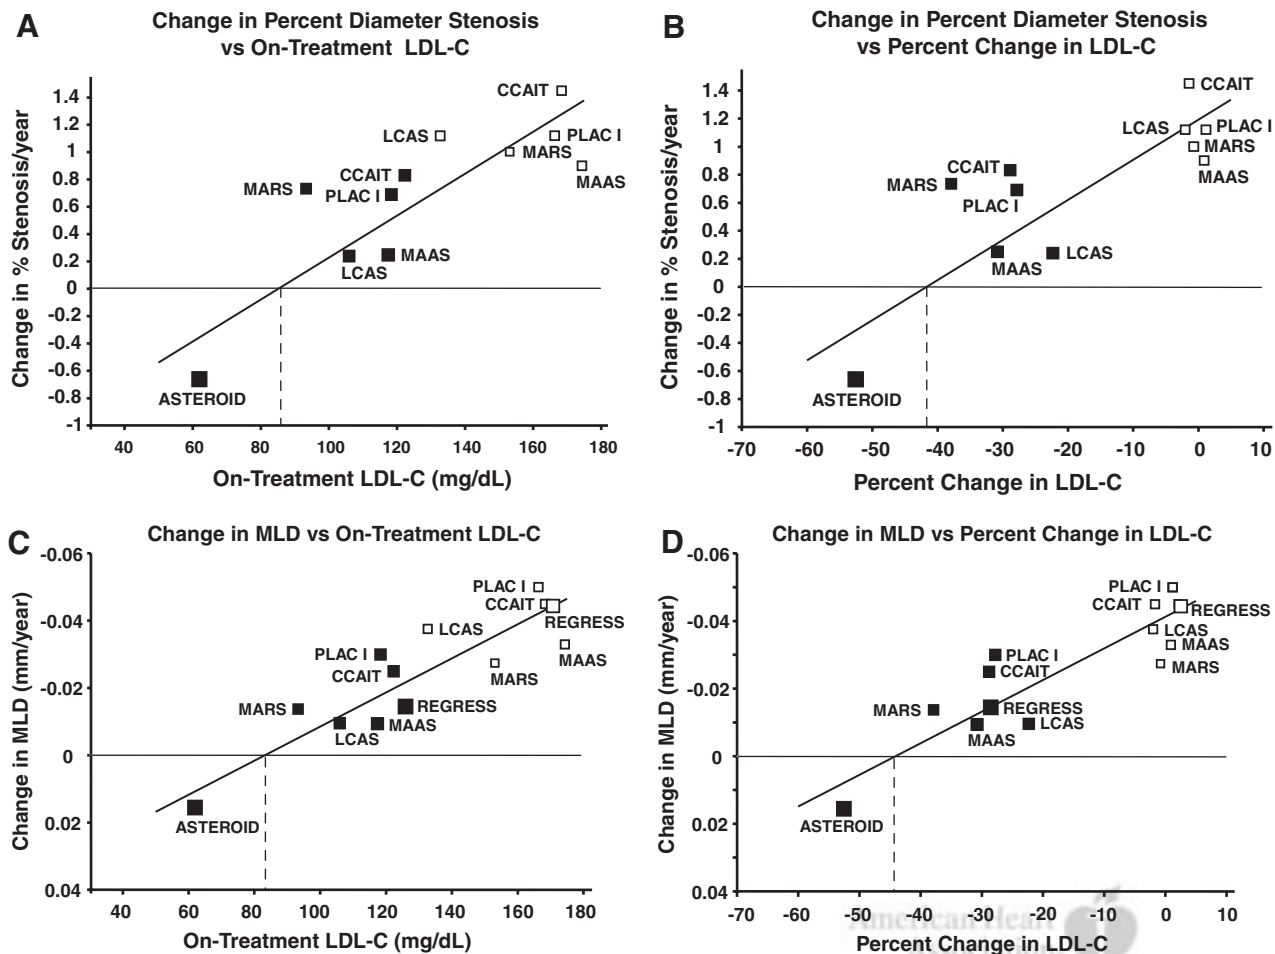 A
Change in Percent Diameter Stenosis
vs On-Treatment LDL-C
Change in % Stenosis/year
1.4
1.2
1
0.8
0.6
0.4
0.2
0
-0.2
-0.4
-0.6
-0.8
-1
CCAIT
LCAS
PLAC I
MARS
MAAS
CCAIT
MARS
PLAC I
MAAS
LCAS
ASTEROID
40 60 80 100 120 140 160 180
On-Treatment LDL-C (mg/dL)
B
Change in Percent Diameter Stenosis
vs Percent Change in LDL-C
Change in % Stenosis/year
1.4
1.2
1
0.8
0.6
0.4
0.2
0
-0.2
-0.4
-0.6
-0.8
-1
CCAIT
LCAS
PLAC I
MARS
MAAS
CCAIT
MARS
PLAC I
MAAS
LCAS
ASTEROID
-70 -60 -50 -40 -30 -20 -10 0 10
Percent Change in LDL-C
C
Change in MLD vs On-Treatment LDL-C
Change in MLD (mm/year)
-0.06
-0.04
-0.02
0
0.02
0.04
PLAC I
CCAIT
REGRESS
LCAS
MAAS
MARS
PLAC I
CCAIT
REGRESS
MARS
MAAS
LCAS
ASTEROID
40 60 80 100 120 140 160 180
On-Treatment LDL-C (mg/dL)
D
Change in MLD vs Percent Change in LDL-C
Change in MLD (mm/year)
-0.06
-0.04
-0.02
0
0.02
0.04
PLAC I
CCAIT
REGRESS
LCAS
MAAS
MARS
PLAC I
CCAIT
REGRESS
MARS
LCAS
MAAS
ASTEROID
-70 -60 -50 -40 -30 -20 -10 0 10
Percent Change in LDL-C
American Heart